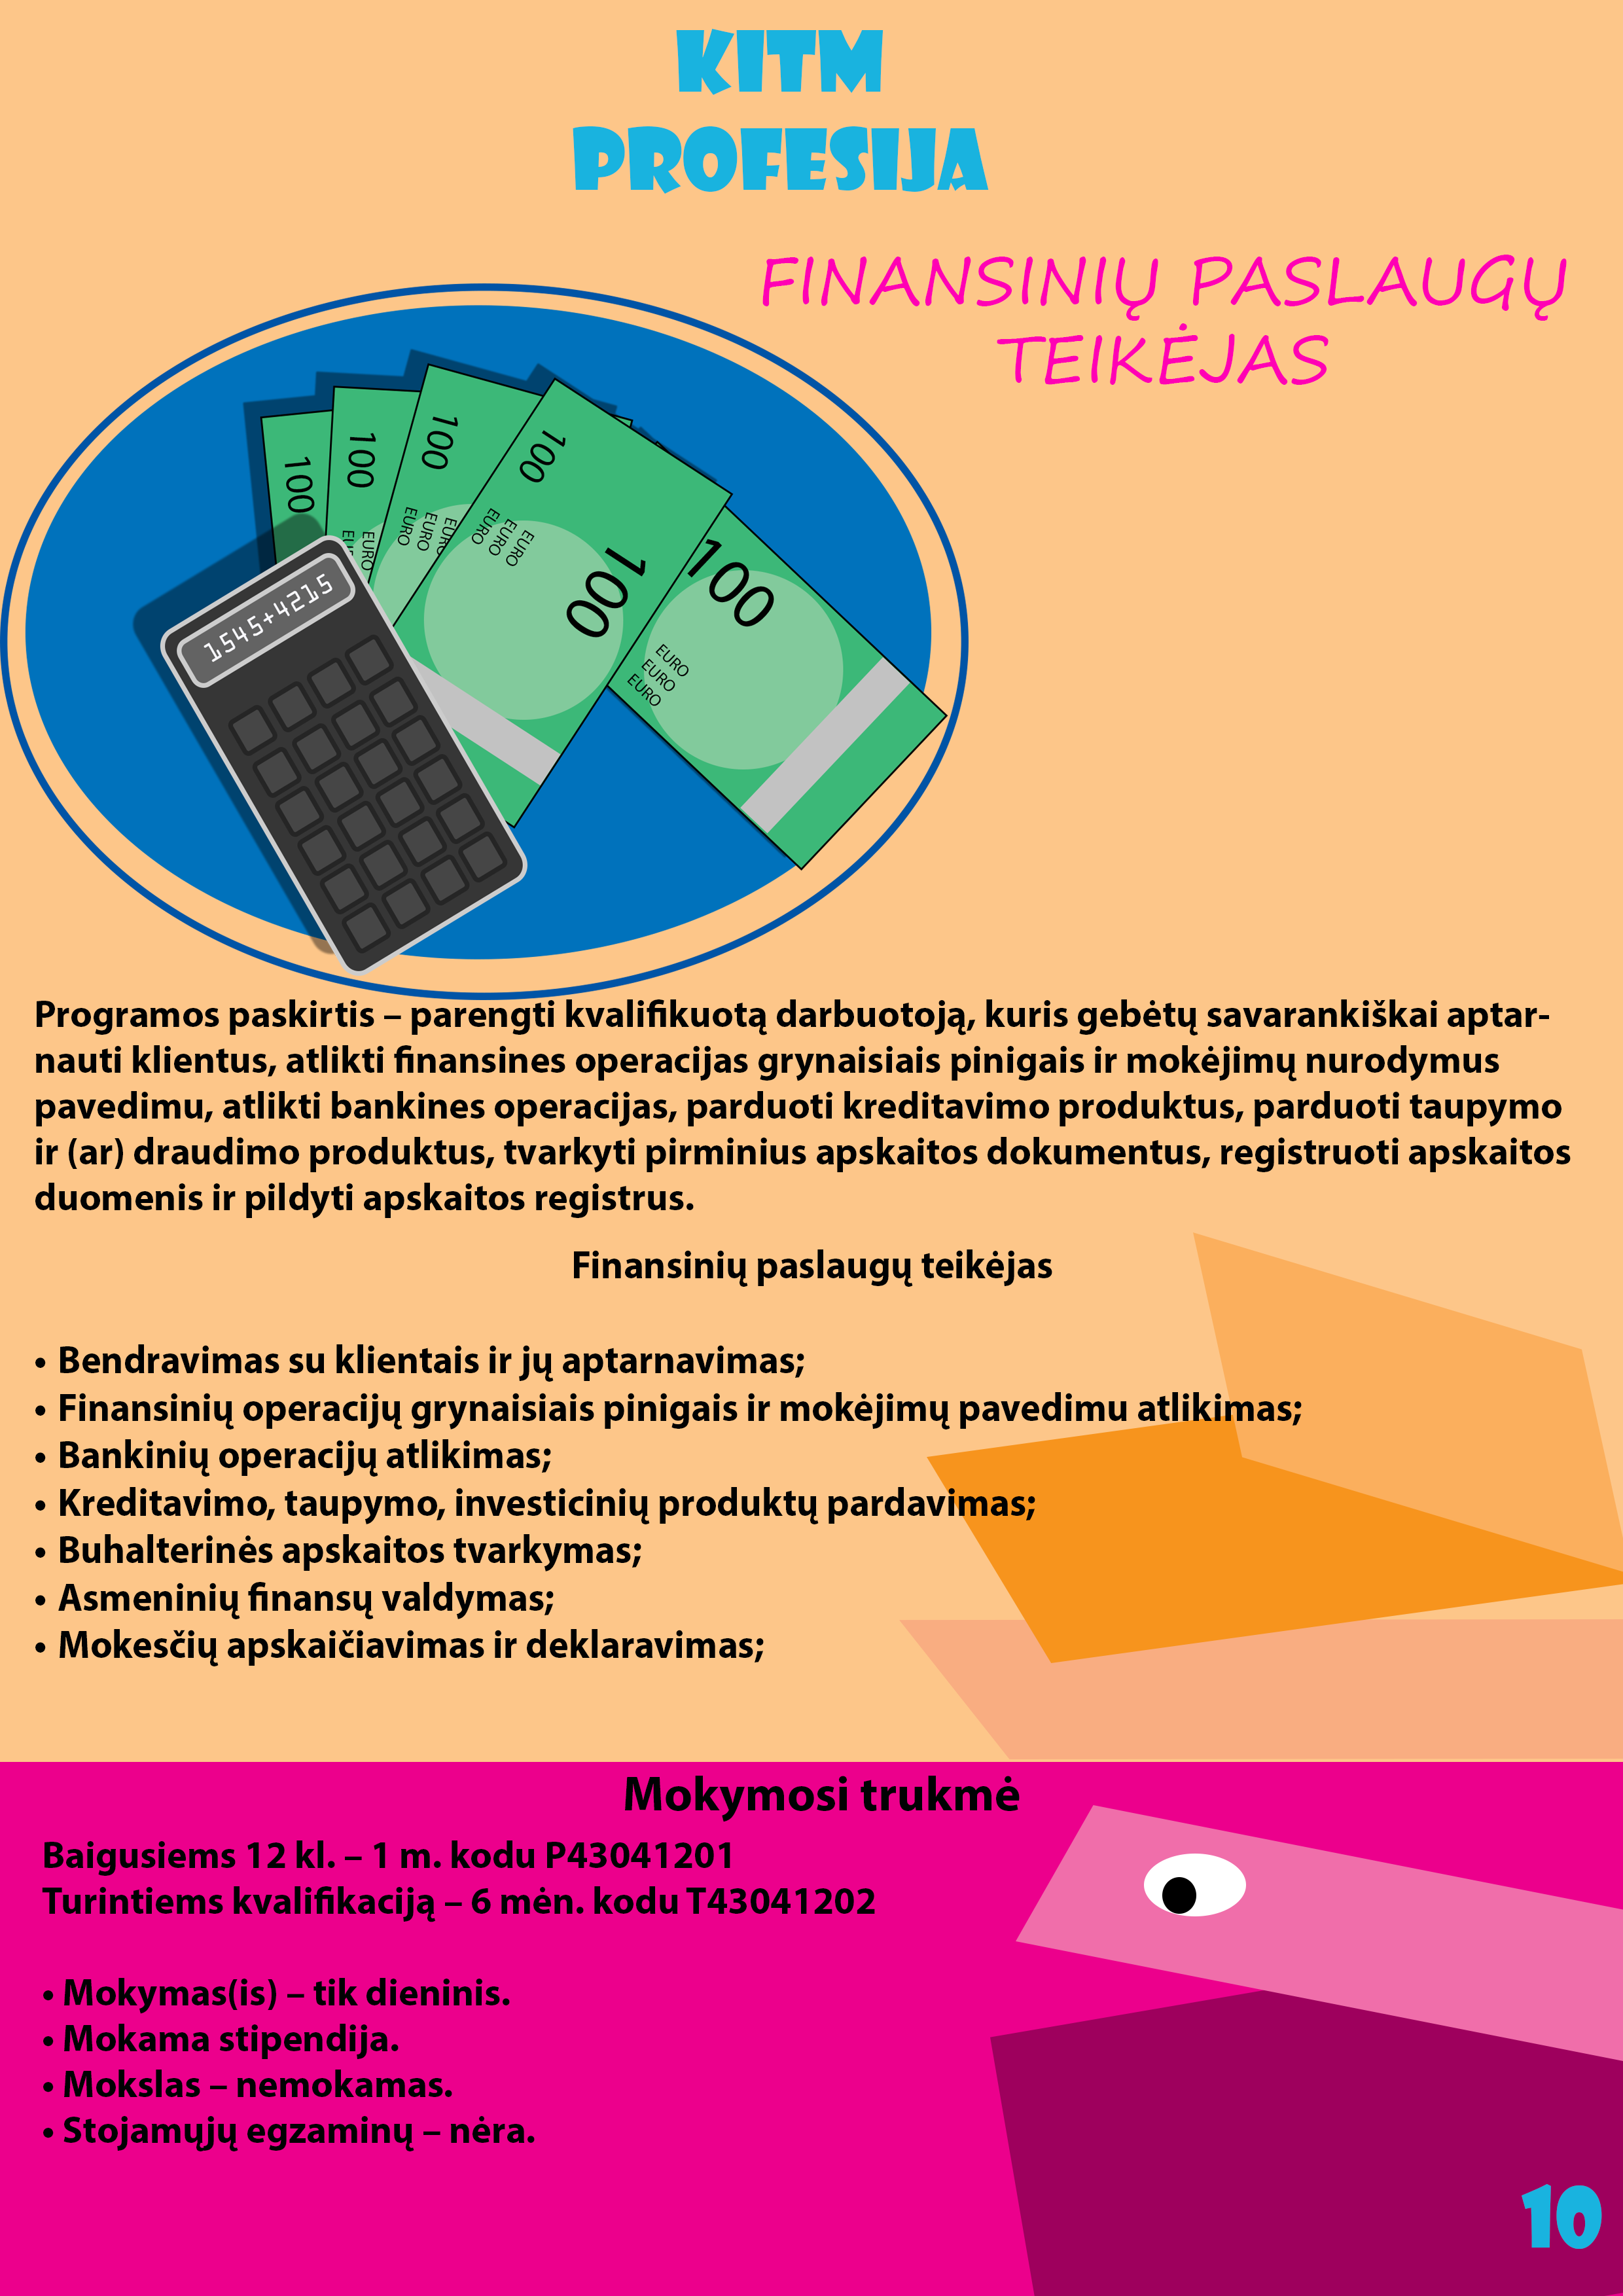 KITM
PROFESIJA
FINANSINIŲ PASLAUGŲ
TEIKĖJAS
100
100
100
100
EURO
EURO
EURO
EURO
EURO
EURO
EURO
100
100
EURO
EURO
EURO
1545+4215
Programos paskirtis – parengti kvalifikuotą darbuotoją, kuris gebėtų savarankiškai aptar-
nauti klientus, atlikti finansines operacijas grynaisiais pinigais ir mokėjimų nurodymus
pavedimu, atlikti bankines operacijas, parduoti kreditavimo produktus, parduoti taupymo
ir (ar) draudimo produktus, tvarkyti pirminius apskaitos dokumentus, registruoti apskaitos
duomenis ir pildyti apskaitos registrus.
Finansinių paslaugų teikėjas
• Bendravimas su klientais ir jų aptarnavimas;
• Finansinių operacijų grynaisiais pinigais ir mokėjimų pavedimu atlikimas;
• Bankinių operacijų atlikimas;
• Kreditavimo, taupymo, investicinių produktų pardavimas;
• Buhalterinės apskaitos tvarkymas;
• Asmeninių finansų valdymas;
• Mokesčių apskaičiavimas ir deklaravimas;
Mokymosi trukmė
Baigusiems 12 kl. – 1 m. kodu P43041201
Turintiems kvalifikaciją – 6 mėn. kodu T43041202
• Mokymas(is) – tik dieninis.
• Mokama stipendija.
• Mokslas – nemokamas.
• Stojamųjų egzaminų – nėra.
10